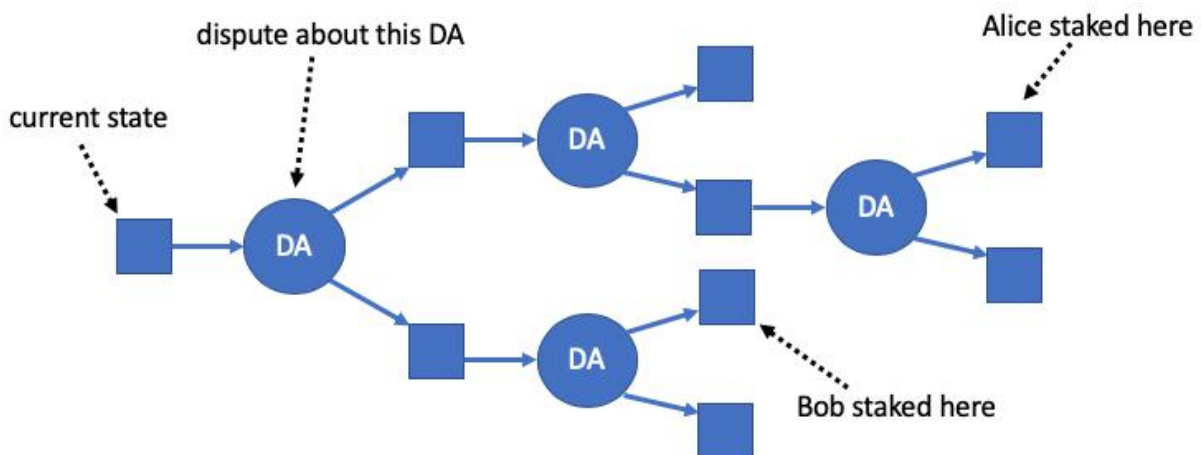 dispute about this DA
Alice staked here
current state
DA
DA
DA
DA
Bob staked here